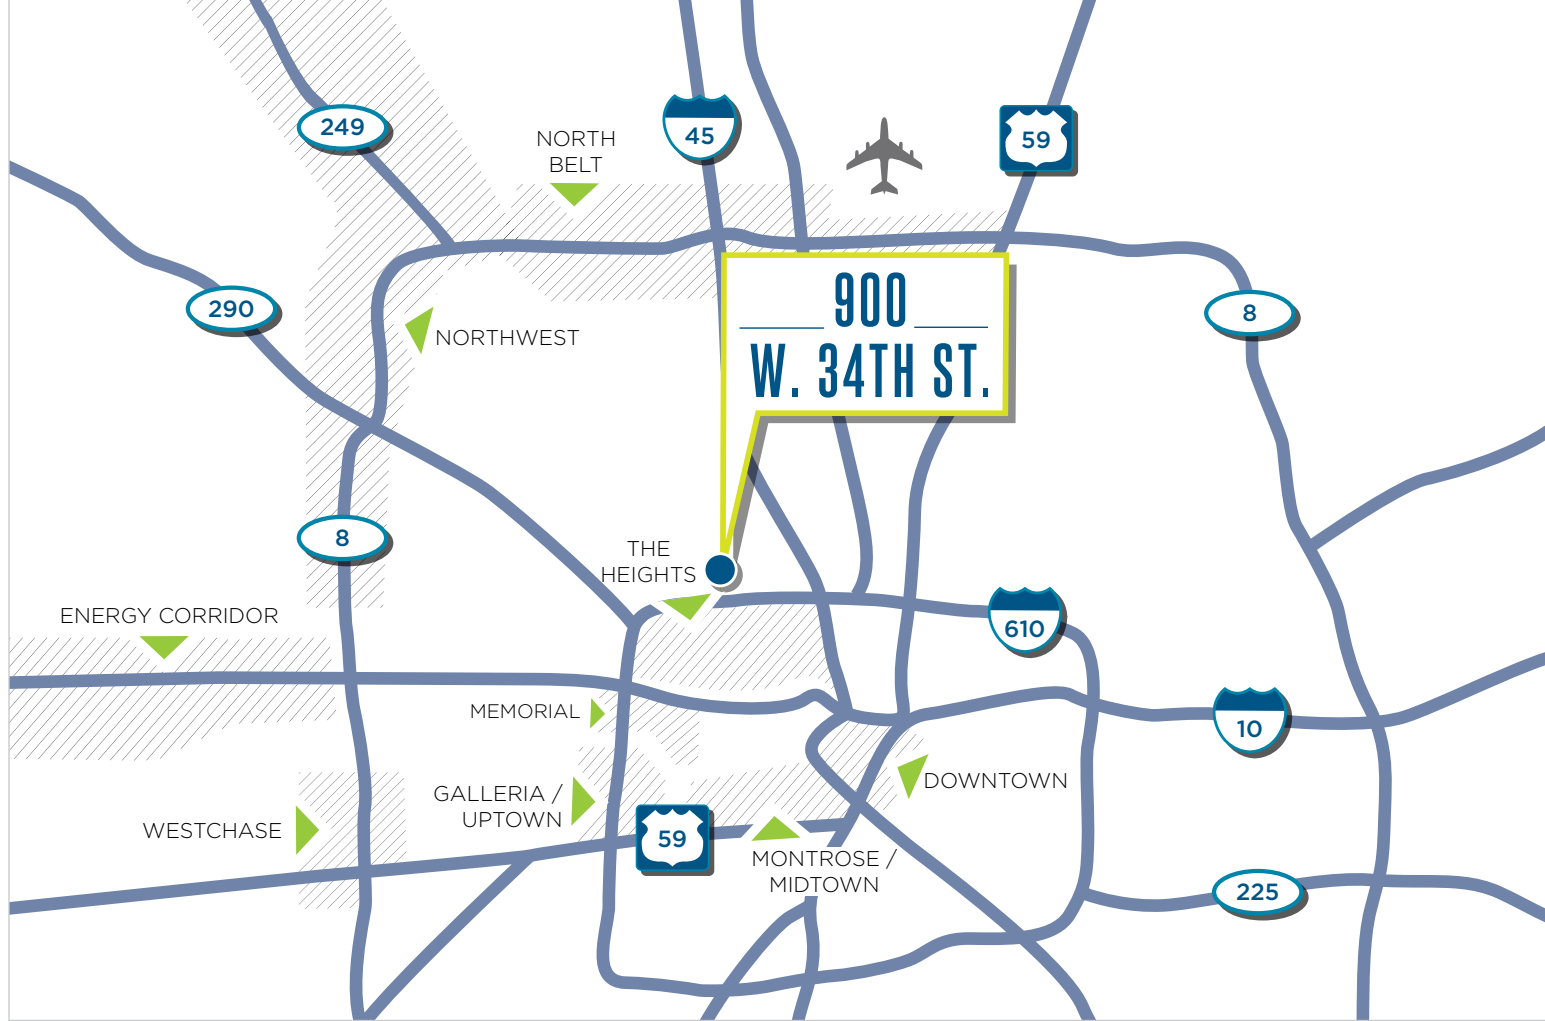 249
NORTH
BELT
45
59
290
NORTHWEST
900
W. 34TH ST.
8
8
THE
HEIGHTS
ENERGY CORRIDOR
610
MEMORIAL
10
DOWNTOWN
GALLERIA /
UPTOWN
WESTCHASE
59
MONTROSE /
MIDTOWN
225